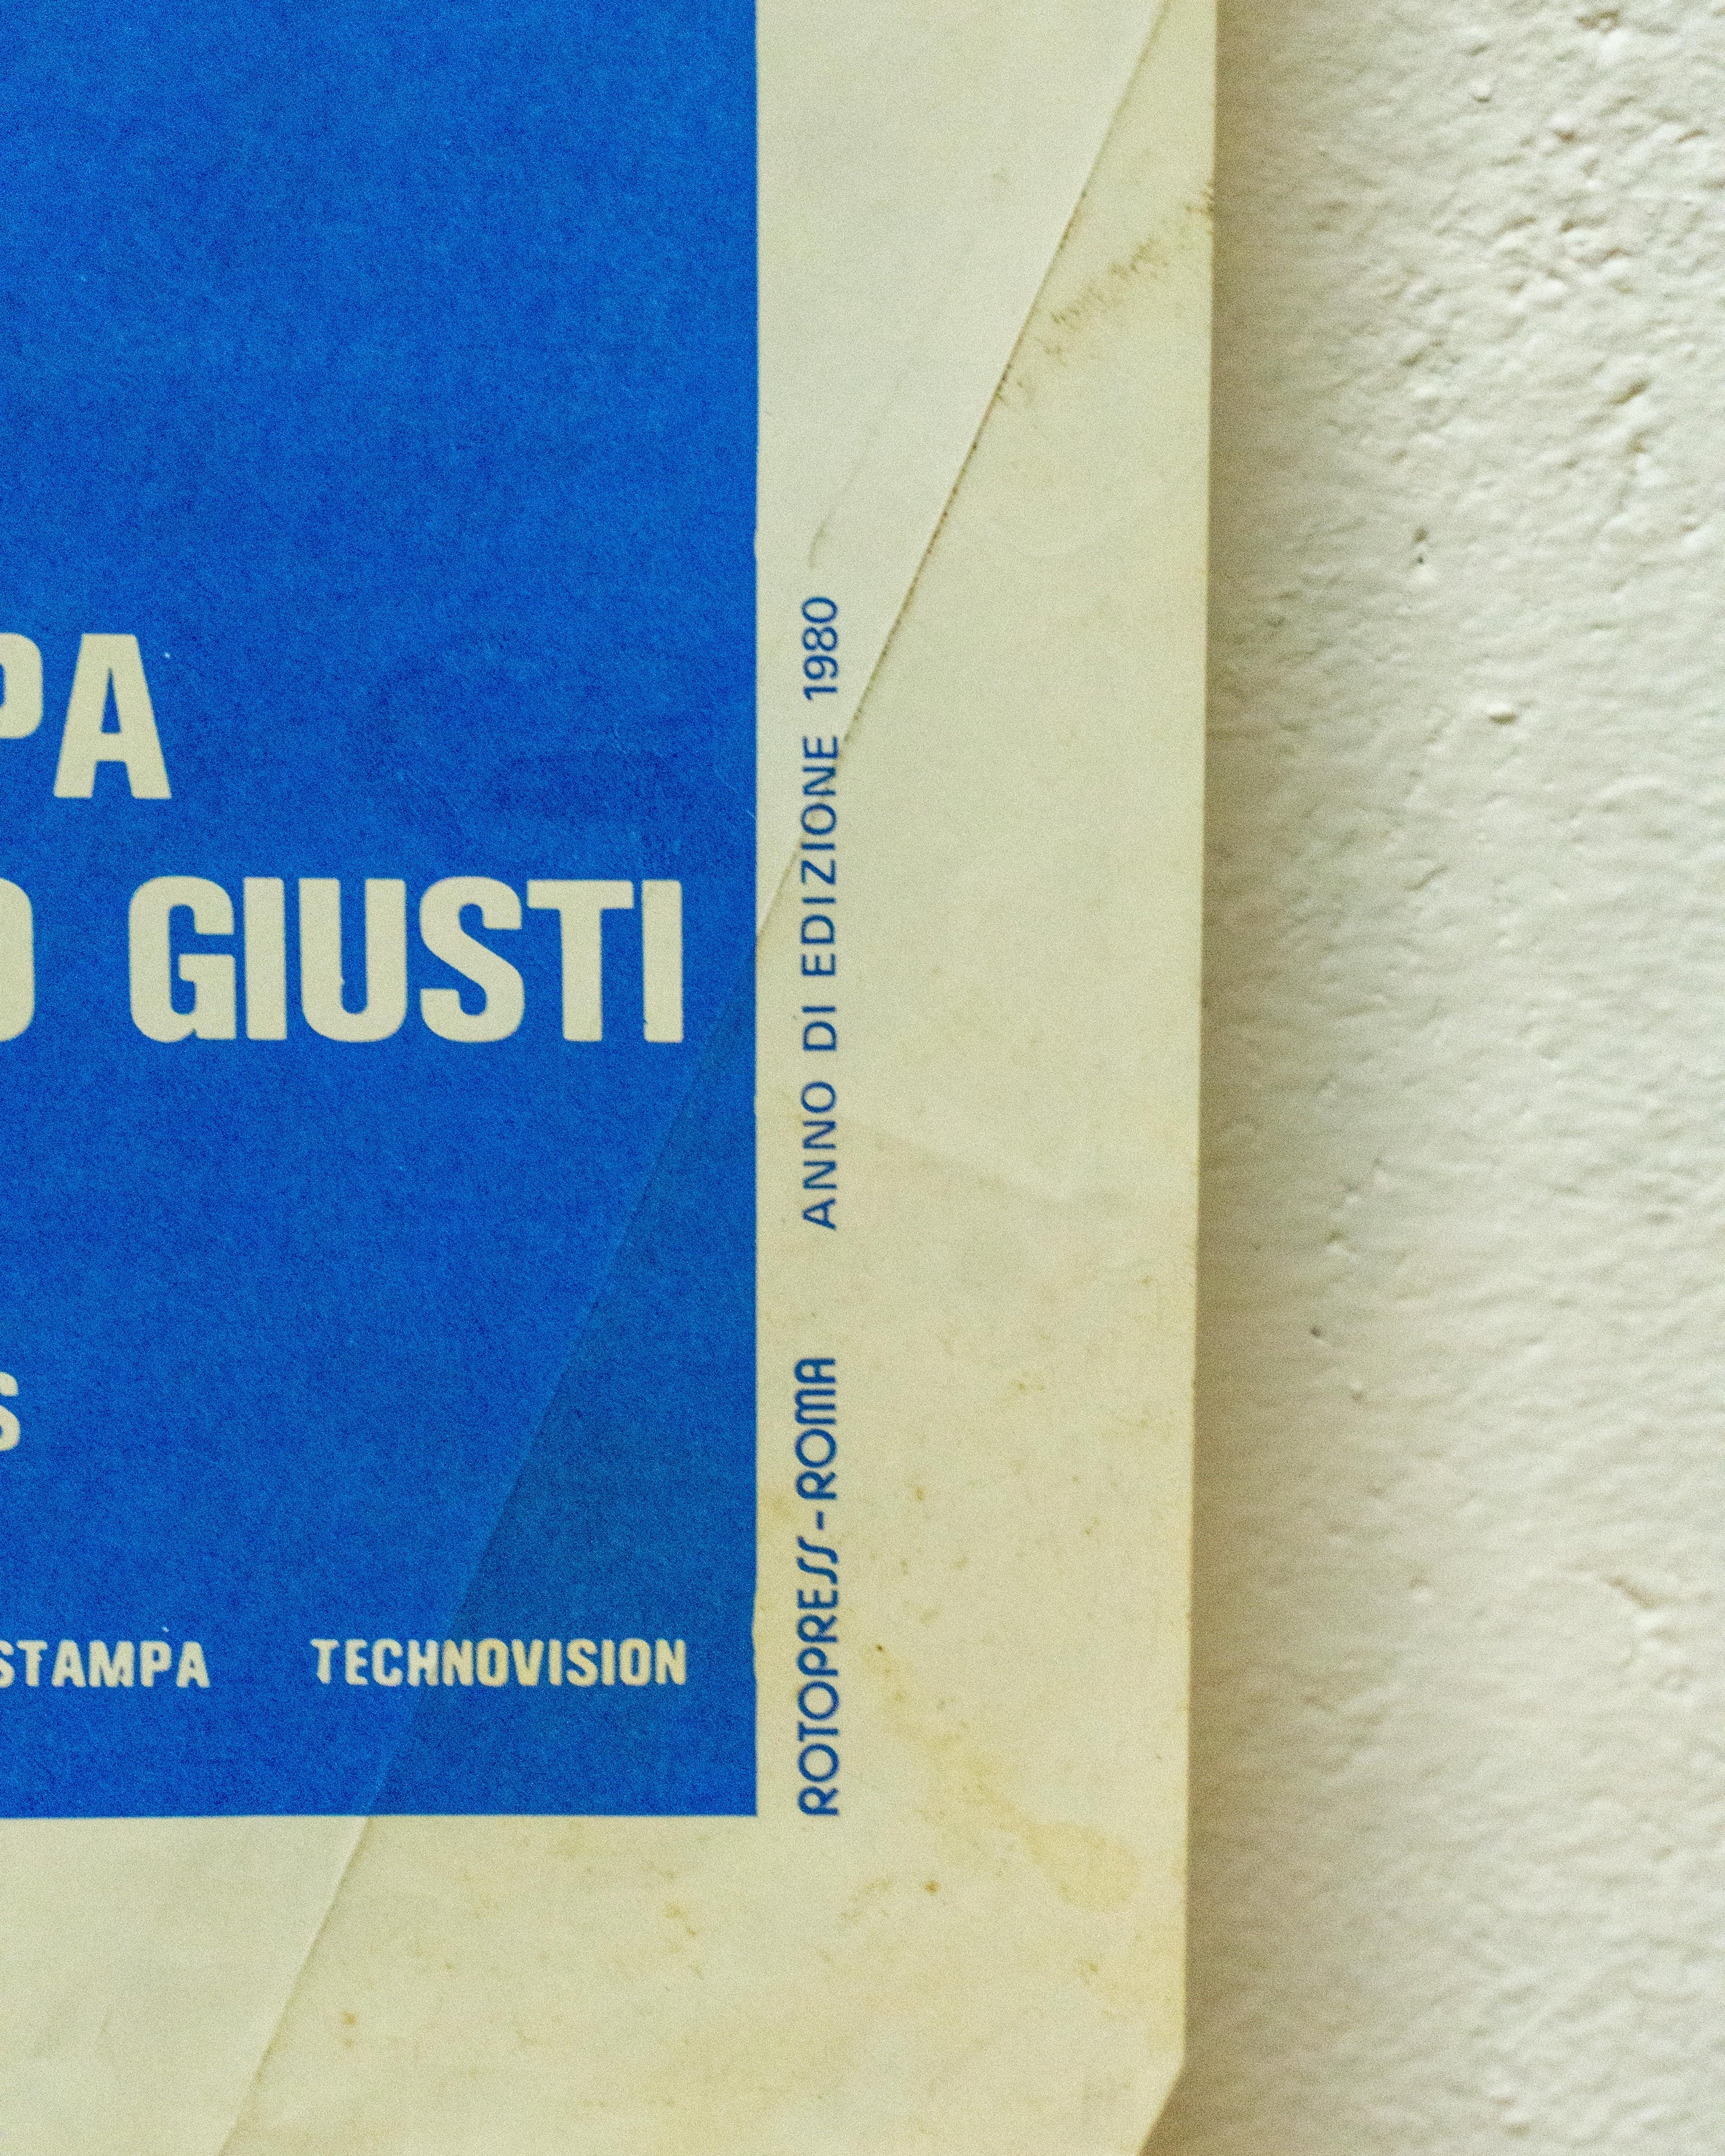 PA
O GIUSTI
S
STAMPA TECHNOVISION
ROTOPRESS-ROMA ANNO DI EDIZIONE 1980